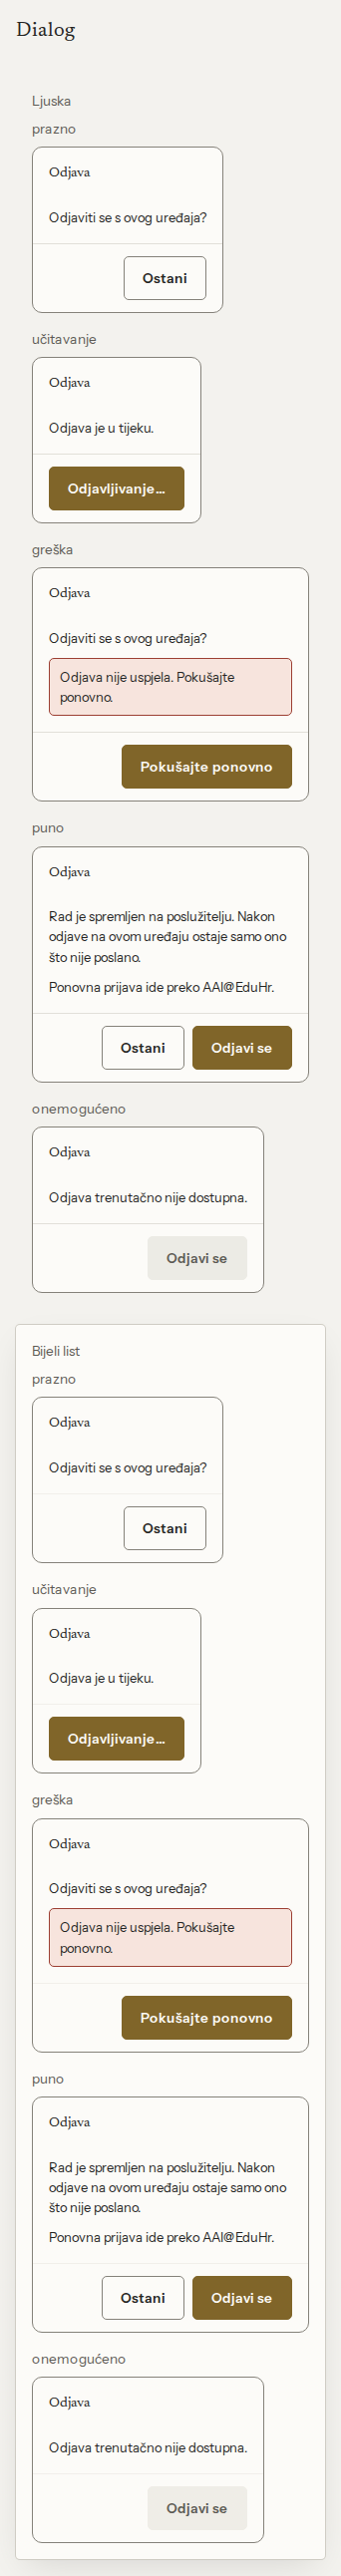 Dialog
Ljuska
prazno
Odjava
Odjaviti se s ovog uređaja?
Ostani
učitavanje
Odjava
Odjava je u tijeku.
Odjavljivanje…
greška
Odjava
Odjaviti se s ovog uređaja?
Odjava nije uspjela. Pokušajte
ponovno.
Pokušajte ponovno
puno
Odjava
Rad je spremljen na poslužitelju. Nakon
odjave na ovom uređaju ostaje samo ono
što nije poslano.
Ponovna prijava ide preko AAI@EduHr.
Ostani
Odjavi se
onemogućeno
Odjava
Odjava trenutačno nije dostupna.
Odjavi se
Bijeli list
prazno
Odjava
Odjaviti se s ovog uređaja?
Ostani
učitavanje
Odjava
Odjava je u tijeku.
Odjavljivanje…
greška
Odjava
Odjaviti se s ovog uređaja?
Odjava nije uspjela. Pokušajte
ponovno.
Pokušajte ponovno
puno
Odjava
Rad je spremljen na poslužitelju. Nakon
odjave na ovom uređaju ostaje samo ono
što nije poslano.
Ponovna prijava ide preko AAI@EduHr.
Ostani
Odjavi se
onemogućeno
Odjava
Odjava trenutačno nije dostupna.
Odjavi se